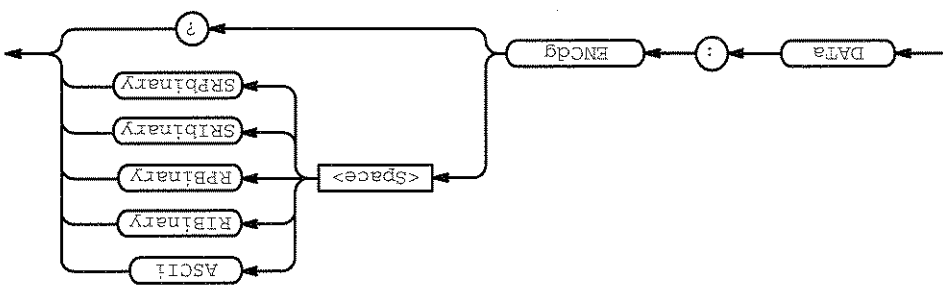 ASCIi
RIBinary
<Space> RPBinary
SRIbinary
SRPbinary
DATa : ENCdg
?